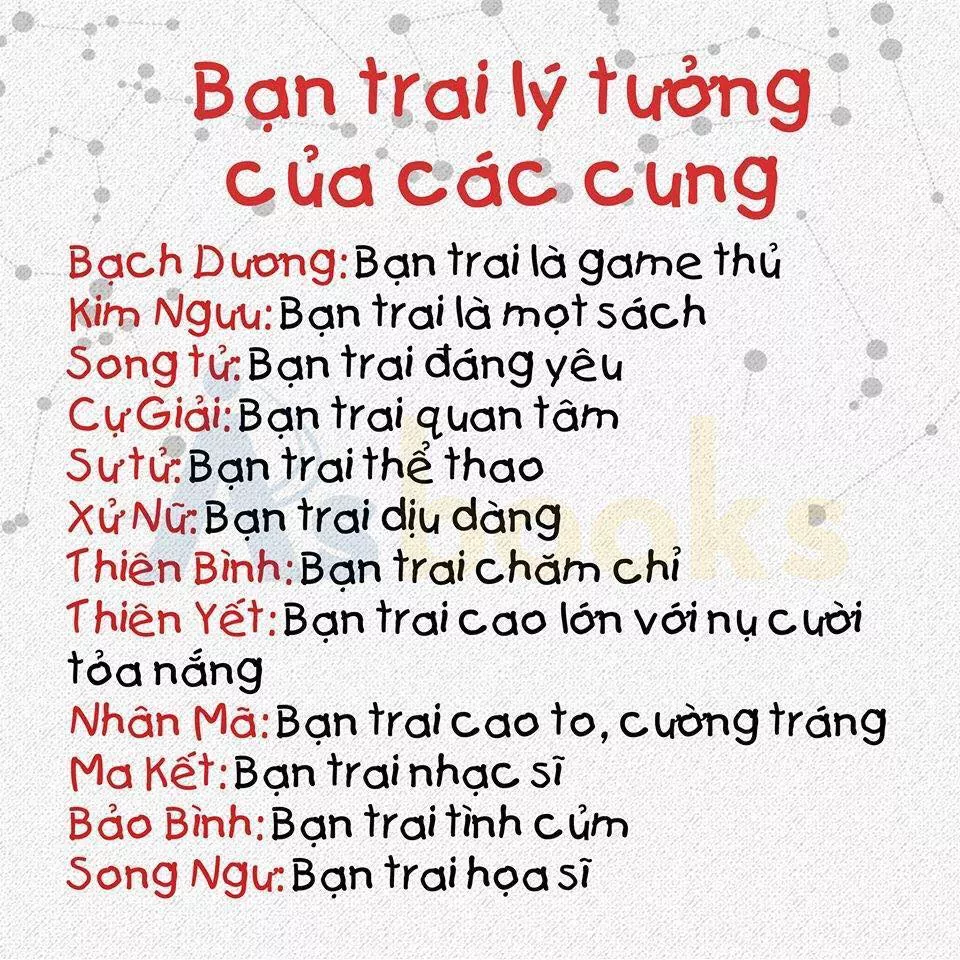 Bạn trai lý tưởng
của các cung
Bạch Dương: Bạn trai là game thủ
Kim Ngưu: Bạn trai là mọt sách
Song tử: Bạn trai đáng yêu
Cự Giải: Bạn trai quan tâm
Sư tử: Bạn trai thể thao
Xử Nữ: Bạn trai dịu dàng
Thiên Bình: Bạn trai chăm chỉ
Thiên Yết: Bạn trai cao lớn với nụ cười
tỏa nắng
Nhân Mã: Bạn trai cao to, cường tráng
Ma Kết: Bạn trai nhạc sĩ
Bảo Bình: Bạn trai tình củm
Song Ngư: Bạn trai họa sĩ
books